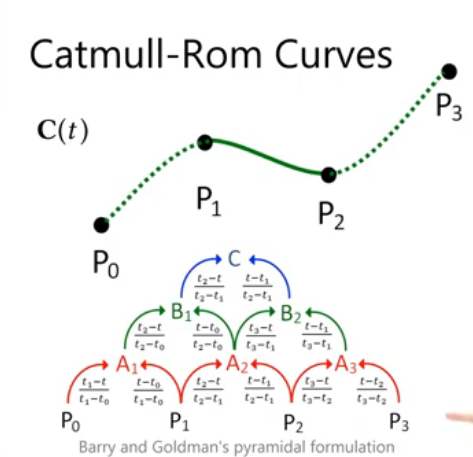 Catmull-Rom Curves
P₃
C(t)
P₁
P₂
P₀
C
t₂-t/t₂-t₁ t-t₁/t₂-t₁
B₁ B₂
t₂-t/t₂-t₀ t-t₀/t₂-t₀ t₃-t/t₃-t₁ t-t₁/t₃-t₁
A₁ A₂ A₃
t₁-t/t₁-t₀ t-t₀/t₁-t₀ t₂-t/t₂-t₁ t-t₁/t₂-t₁ t₃-t/t₃-t₂ t-t₂/t₃-t₂
P₀ P₁ P₂ P₃
Barry and Goldman's pyramidal formulation